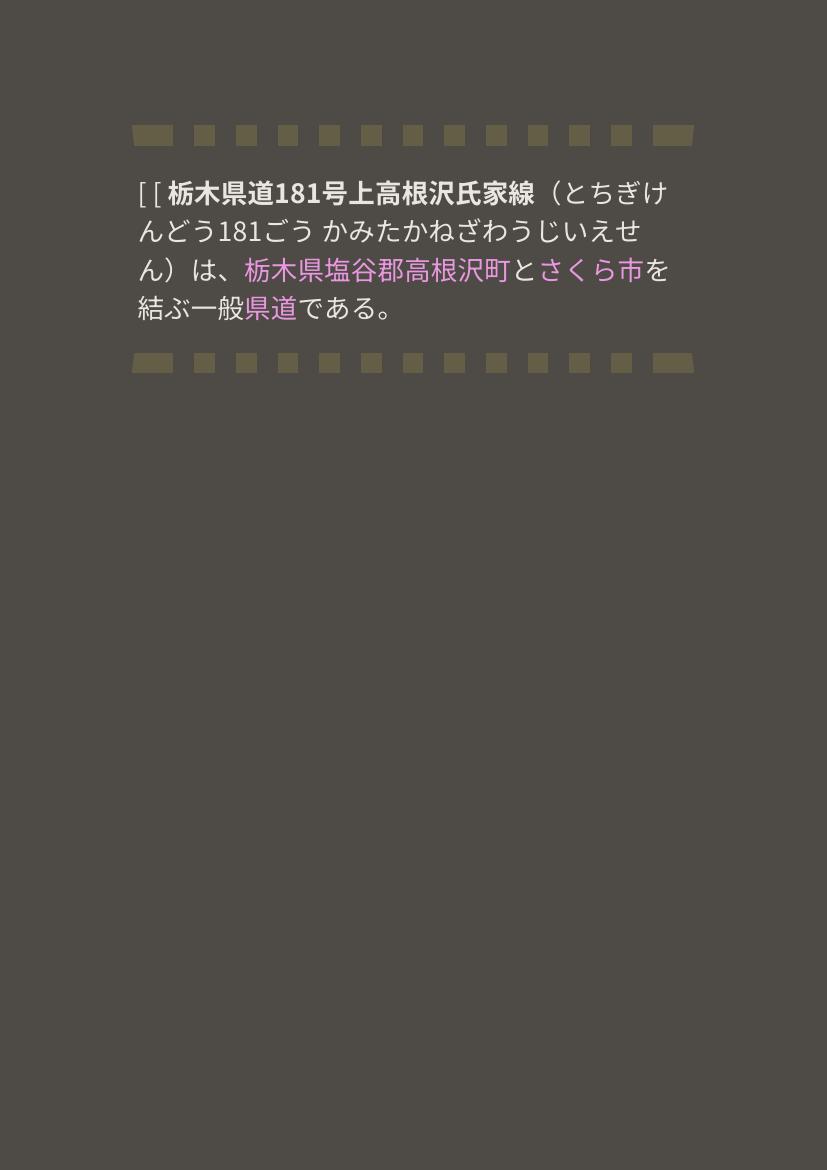 [ [ 栃木県道181号上高根沢氏家線（とちぎけ
んどう181ごう かみたかねざわうじいえせ
ん）は、栃木県塩谷郡高根沢町とさくら市を
結ぶ一般県道である。